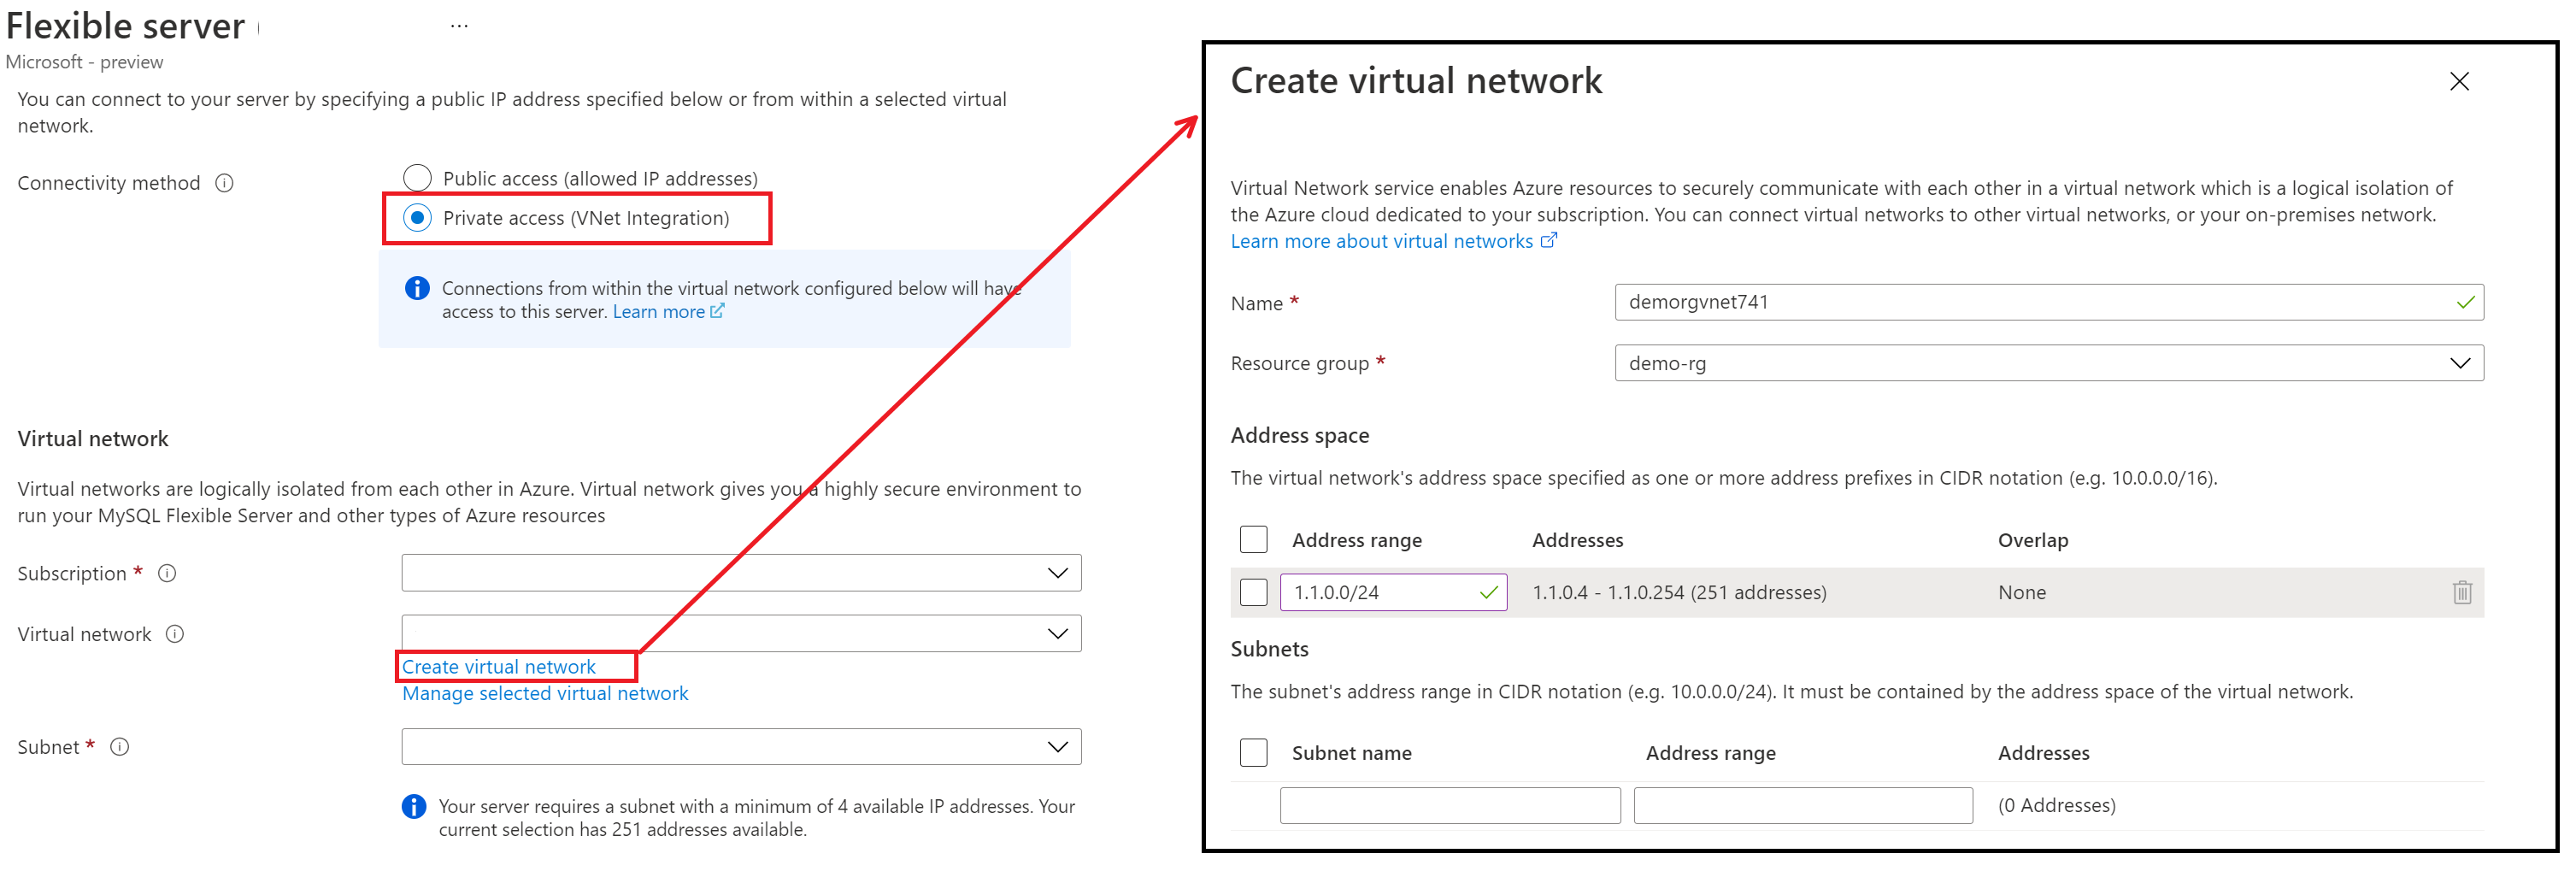 Flexible server
...
Microsoft - preview
You can connect to your server by specifying a public IP address specified below or from within a selected virtual
network.
Connectivity method
Public access (allowed IP addresses)
Private access (VNet Integration)
Connections from within the virtual network configured below will have
access to this server. Learn more
Virtual network
Virtual networks are logically isolated from each other in Azure. Virtual network gives you a highly secure environment to
run your MySQL Flexible Server and other types of Azure resources
Subscription *
Virtual network
Create virtual network
Manage selected virtual network
Subnet *
Your server requires a subnet with a minimum of 4 available IP addresses. Your
current selection has 251 addresses available.
Create virtual network
Virtual Network service enables Azure resources to securely communicate with each other in a virtual network which is a logical isolation of
the Azure cloud dedicated to your subscription. You can connect virtual networks to other virtual networks, or your on-premises network.
Learn more about virtual networks
Name * demorgvnet741
Resource group * demo-rg
Address space
The virtual network's address space specified as one or more address prefixes in CIDR notation (e.g. 10.0.0.0/16).
Address range Addresses Overlap
1.1.0.0/24 1.1.0.4 - 1.1.0.254 (251 addresses) None
Subnets
The subnet's address range in CIDR notation (e.g. 10.0.0.0/24). It must be contained by the address space of the virtual network.
Subnet name Address range Addresses
(0 Addresses)